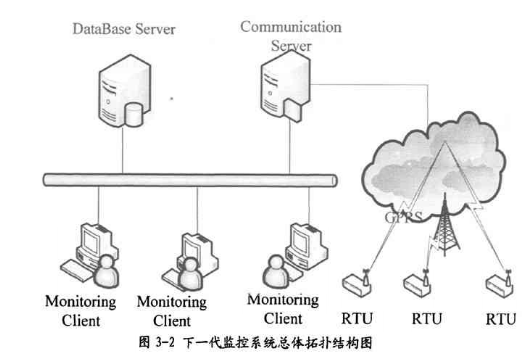 DataBase Server
Communication
Server
GPRS
Monitoring
Client
Monitoring
Client
Monitoring
Client
RTU
RTU
RTU
图 3-2 下一代监控系统总体拓扑结构图